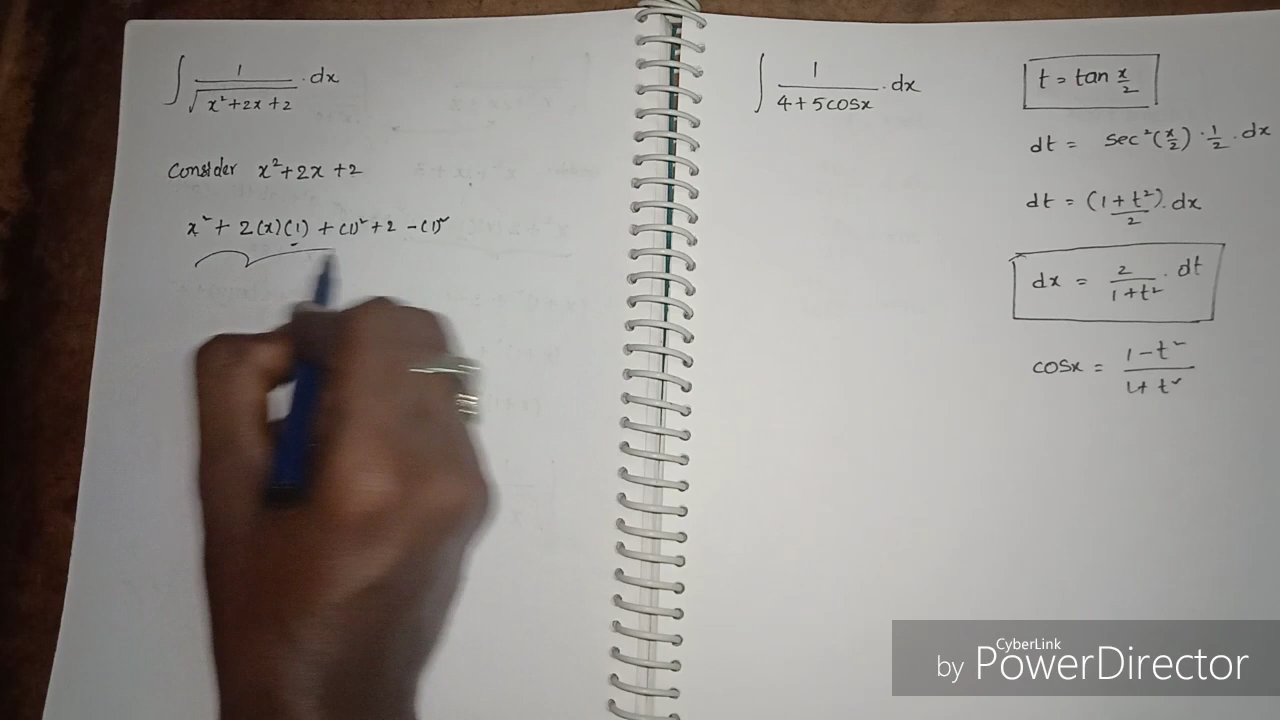 ∫ 1/√(x²+2x+2) . dx
Consider x²+2x+2
x² + 2(x)(1) + (1)² + 2 - (1)²
∫ 1/(4+5cosx) . dx
t = tan x/2
dt = sec²(x/2) · 1/2 . dx
dt = (1+t²)/2 . dx
dx = 2/(1+t²) . dt
cosx = (1-t²)/(1+t²)
CyberLink
by PowerDirector